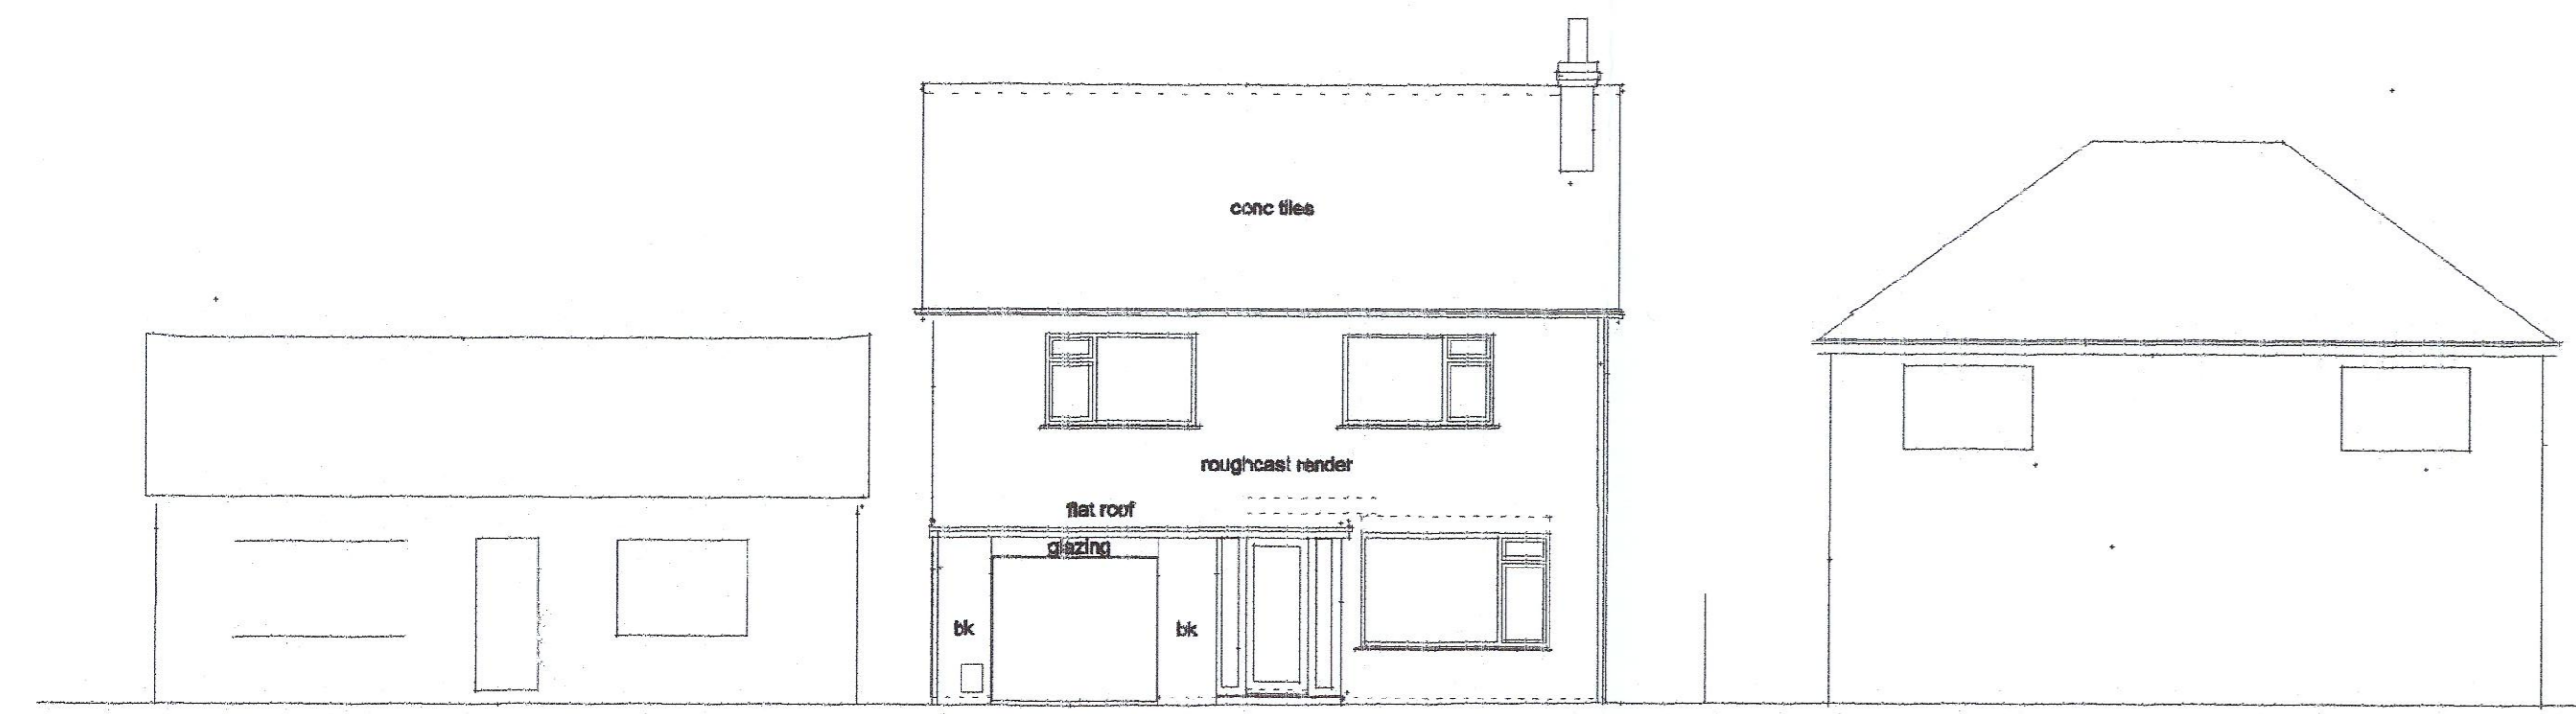 conc tiles
roughcast render
flat roof
glazing
bk
bk